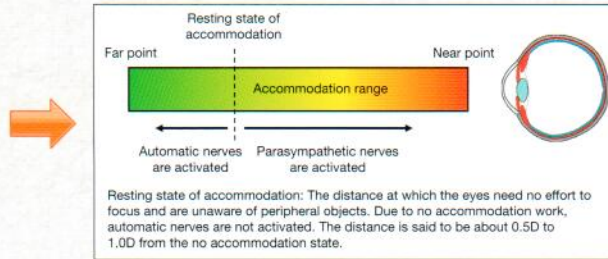 Resting state of
accommodation
Far point
Near point
Accommodation range
Automatic nerves
are activated
Parasympathetic nerves
are activated
Resting state of accommodation: The distance at which the eyes need no effort to
focus and are unaware of peripheral objects. Due to no accommodation work,
automatic nerves are not activated. The distance is said to be about 0.5D to
1.0D from the no accommodation state.